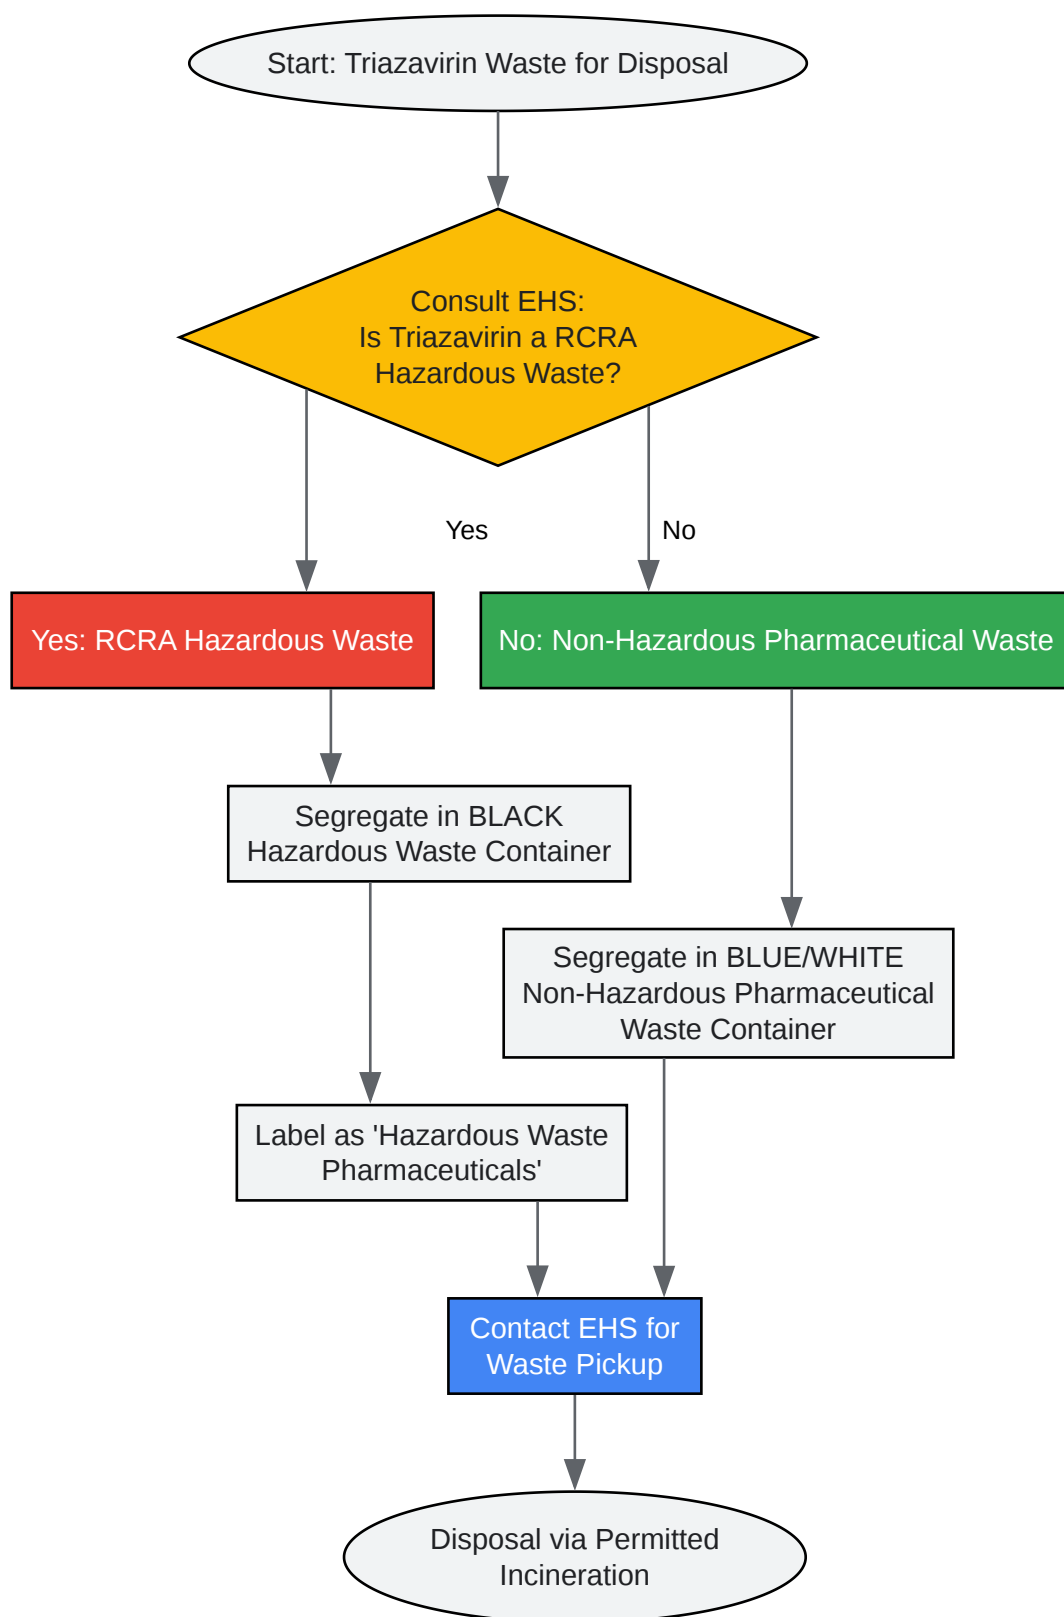 Start: Triazavirin Waste for Disposal
Consult EHS:
Is Triazavirin a RCRA
Hazardous Waste?
Yes
No
Yes: RCRA Hazardous Waste
No: Non-Hazardous Pharmaceutical Waste
Segregate in BLACK
Hazardous Waste Container
Segregate in BLUE/WHITE
Non-Hazardous Pharmaceutical
Waste Container
Label as 'Hazardous Waste
Pharmaceuticals'
Contact EHS for
Waste Pickup
Disposal via Permitted
Incineration